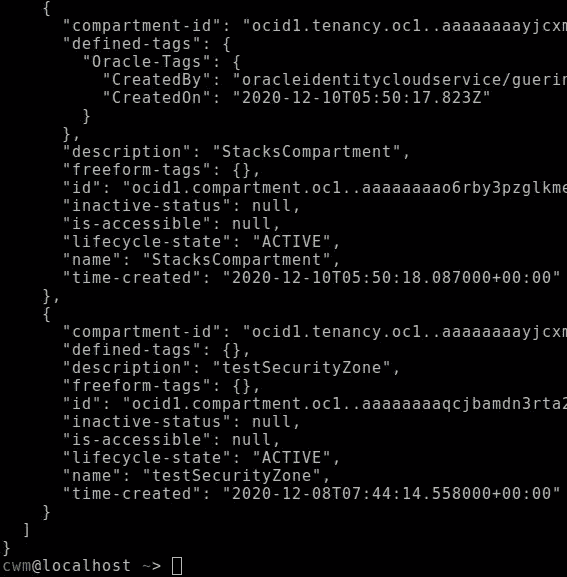 {
"compartment-id": "ocid1.tenancy.oc1..aaaaaaaayjcxm
"defined-tags": {
"Oracle-Tags": {
"CreatedBy": "oracleidentitycloudservice/guerin
"CreatedOn": "2020-12-10T05:50:17.823Z"
}
},
"description": "StacksCompartment",
"freeform-tags": {},
"id": "ocid1.compartment.oc1..aaaaaaaao6rby3pzglkme
"inactive-status": null,
"is-accessible": null,
"lifecycle-state": "ACTIVE",
"name": "StacksCompartment",
"time-created": "2020-12-10T05:50:18.087000+00:00"
},
{
"compartment-id": "ocid1.tenancy.oc1..aaaaaaaayjcxm
"defined-tags": {},
"description": "testSecurityZone",
"freeform-tags": {},
"id": "ocid1.compartment.oc1..aaaaaaaaqcjbamdn3rta2
"inactive-status": null,
"is-accessible": null,
"lifecycle-state": "ACTIVE",
"name": "testSecurityZone",
"time-created": "2020-12-08T07:44:14.558000+00:00"
}
]
}
cwm@localhost ~>